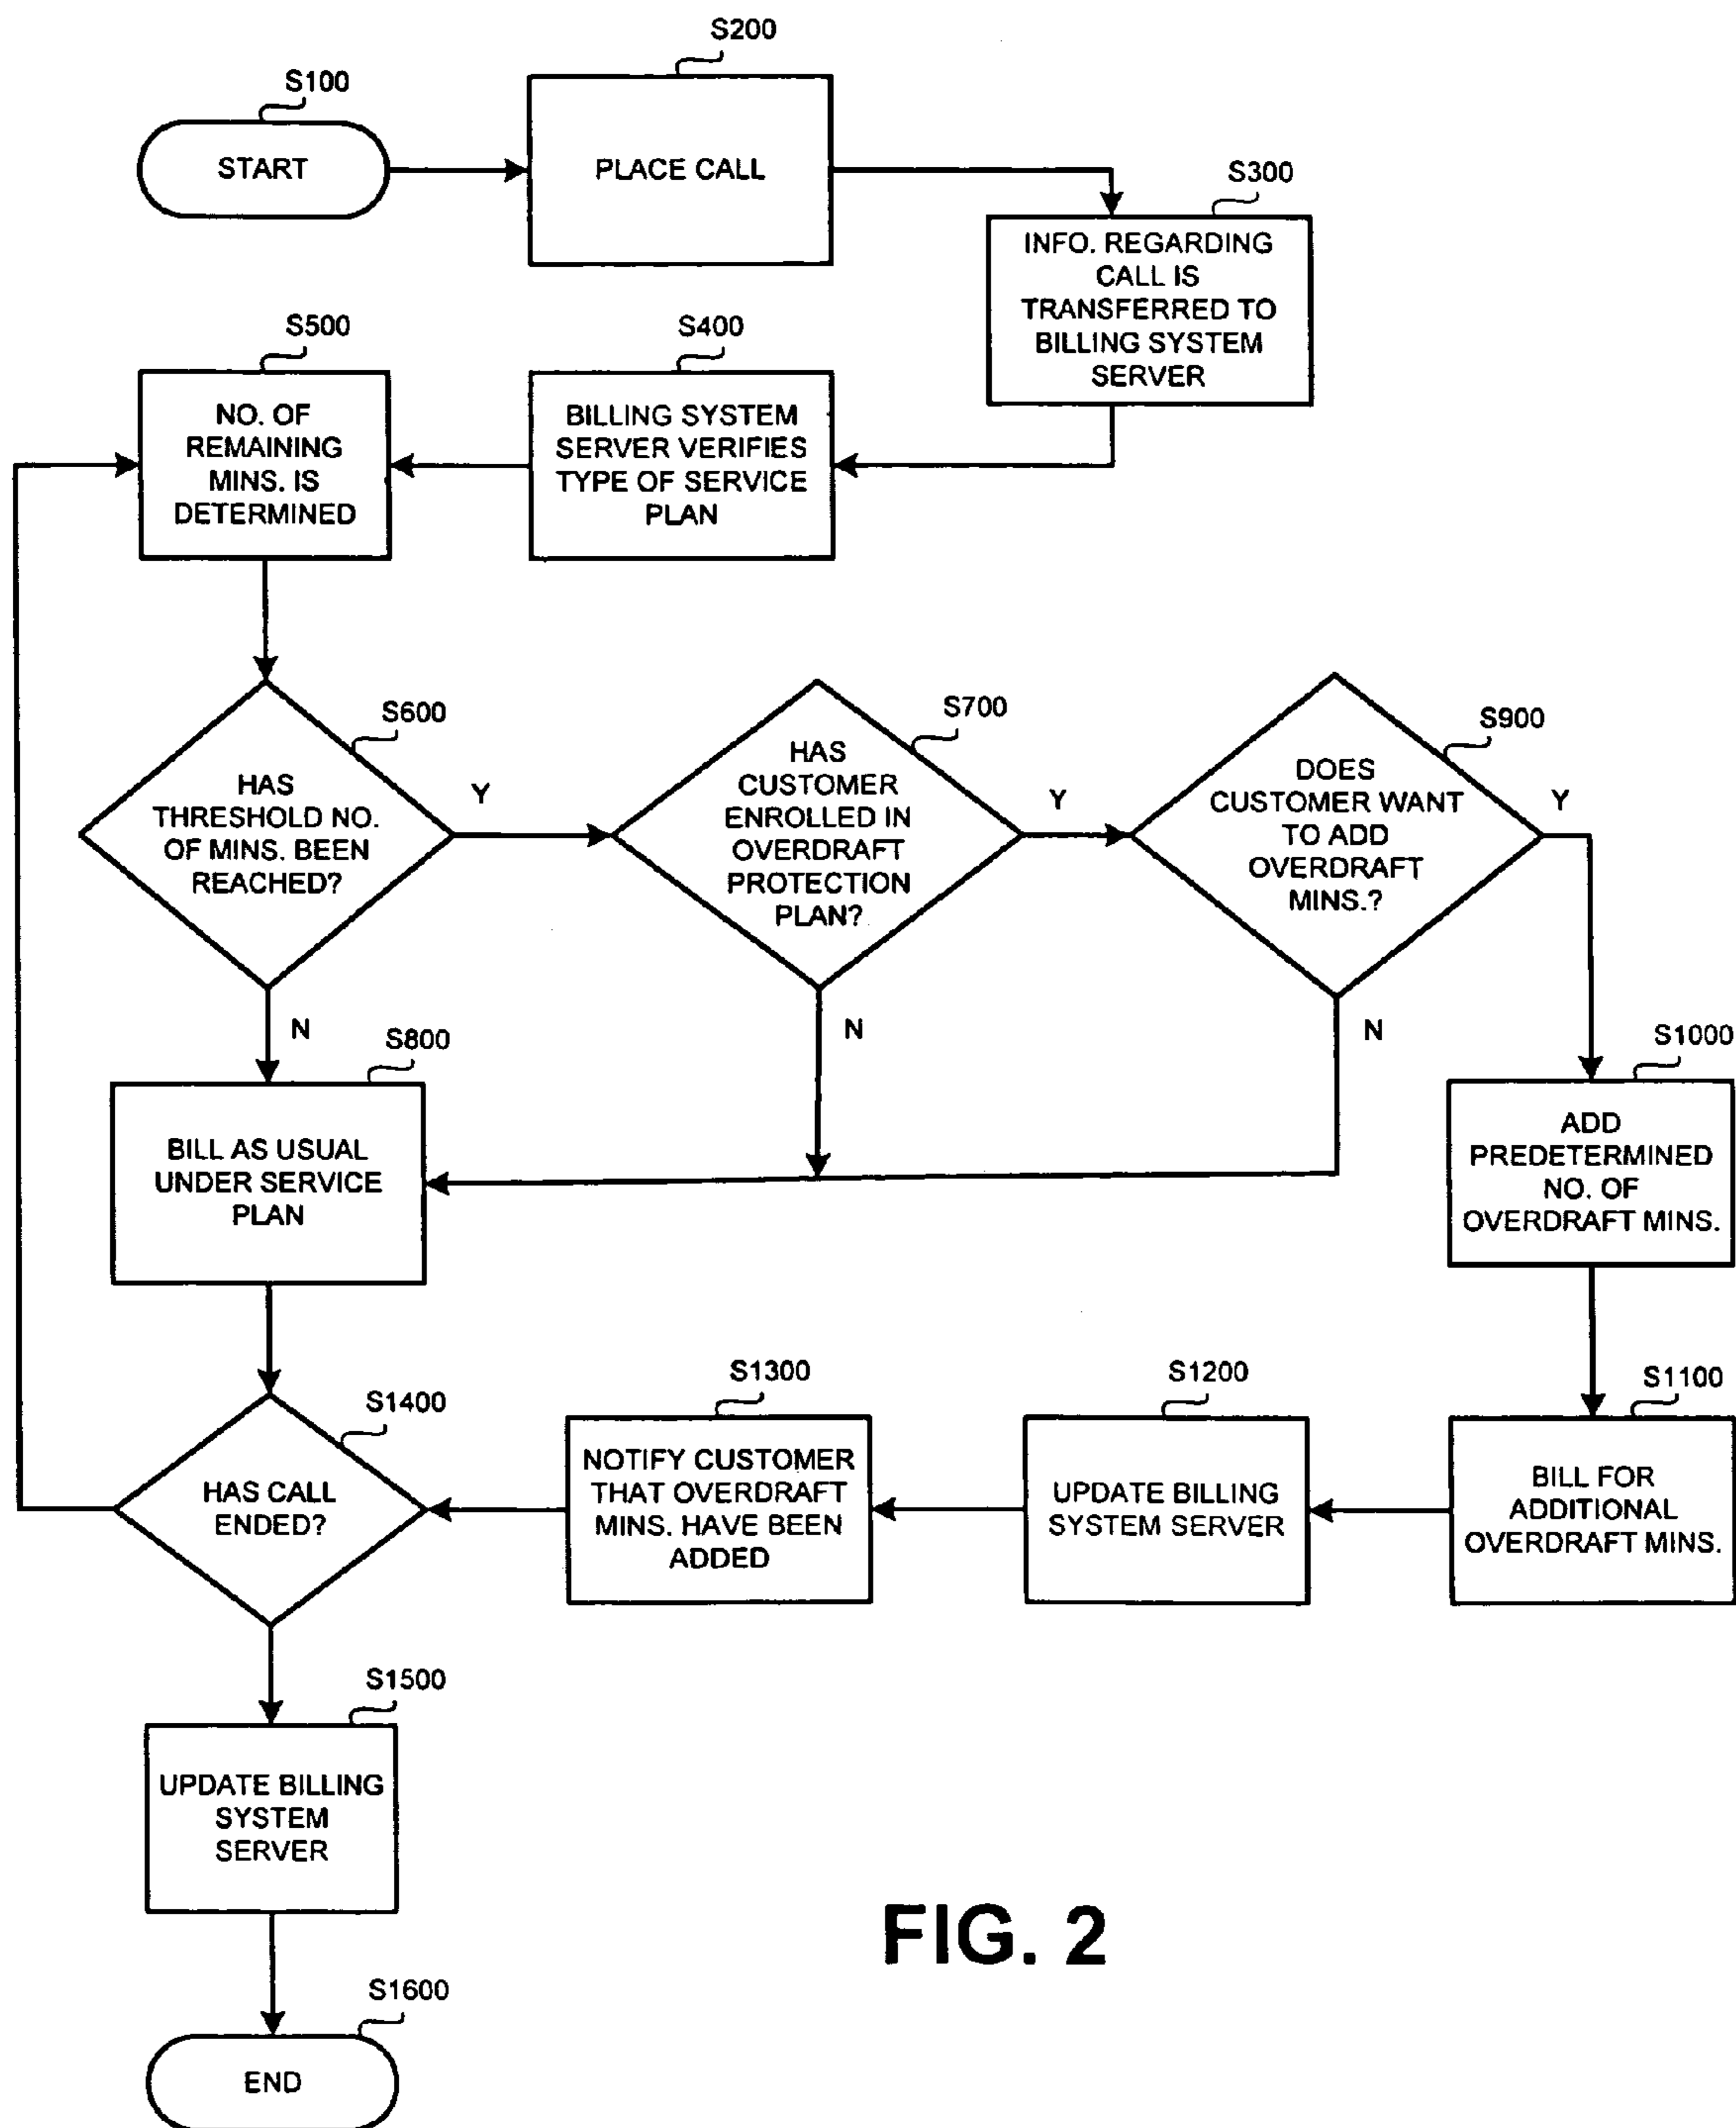 S100
START
S200
PLACE CALL
S300
INFO. REGARDING
CALL IS
TRANSFERRED TO
BILLING SYSTEM
SERVER
S400
BILLING SYSTEM
SERVER VERIFIES
TYPE OF SERVICE
PLAN
S500
NO. OF
REMAINING
MINS. IS
DETERMINED
S600
HAS
THRESHOLD NO.
OF MINS. BEEN
REACHED?
Y
N
S700
HAS
CUSTOMER
ENROLLED IN
OVERDRAFT
PROTECTION
PLAN?
Y
N
S900
DOES
CUSTOMER WANT
TO ADD
OVERDRAFT
MINS.?
Y
N
S800
BILL AS USUAL
UNDER SERVICE
PLAN
S1000
ADD
PREDETERMINED
NO. OF
OVERDRAFT MINS.
S1100
BILL FOR
ADDITIONAL
OVERDRAFT MINS.
S1200
UPDATE BILLING
SYSTEM SERVER
S1300
NOTIFY CUSTOMER
THAT OVERDRAFT
MINS. HAVE BEEN
ADDED
S1400
HAS CALL
ENDED?
S1500
UPDATE BILLING
SYSTEM
SERVER
S1600
END
FIG. 2